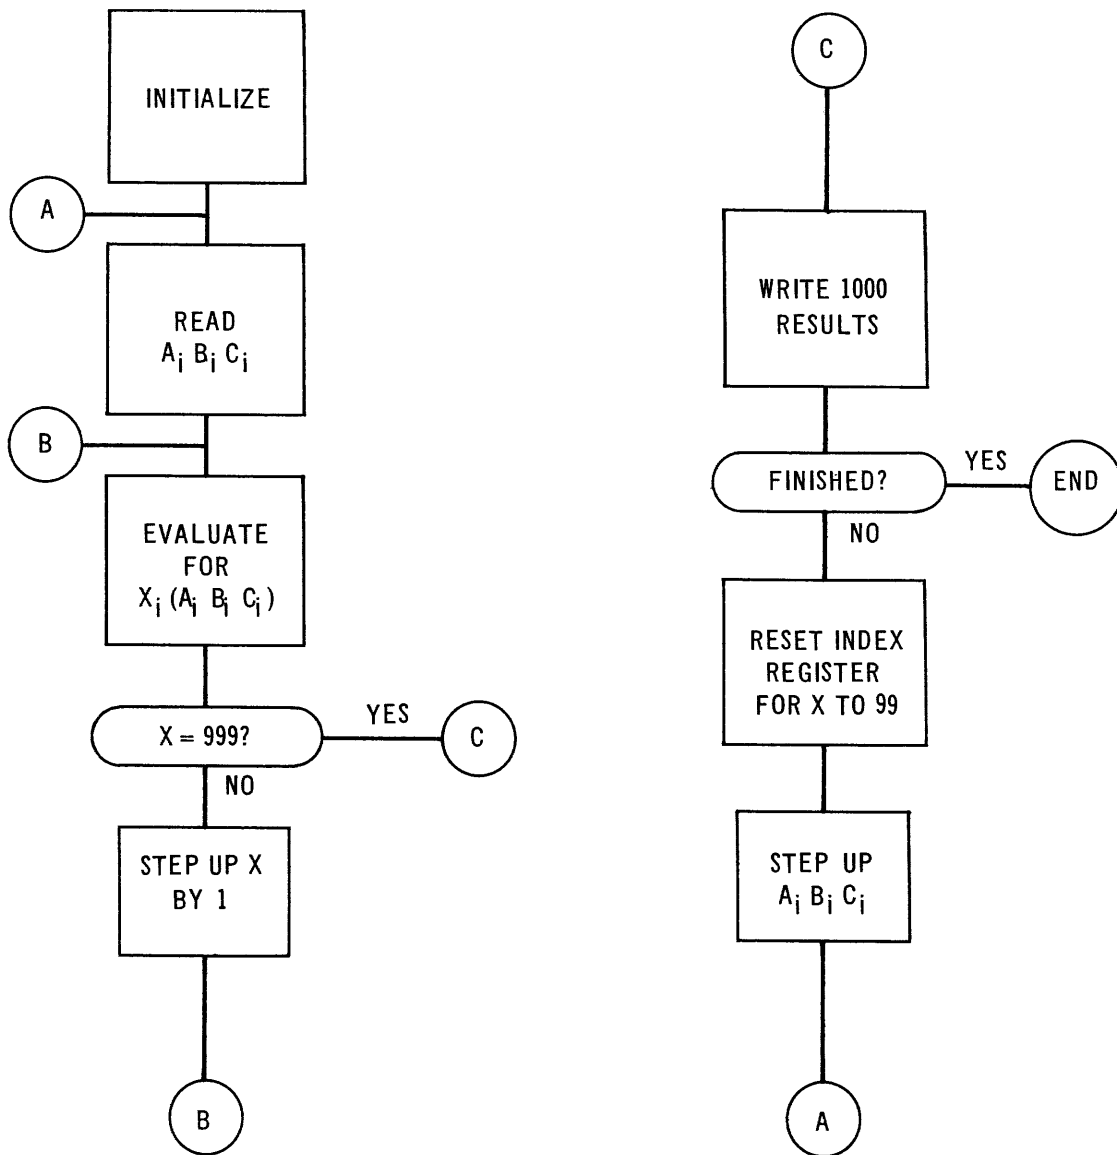 INITIALIZE
A
READ
Ai Bi Ci
B
EVALUATE
FOR
Xi (Ai Bi Ci)
X = 999?
YES
C
NO
STEP UP X
BY 1
B
C
WRITE 1000
RESULTS
FINISHED?
YES
END
NO
RESET INDEX
REGISTER
FOR X TO 99
STEP UP
Ai Bi Ci
A